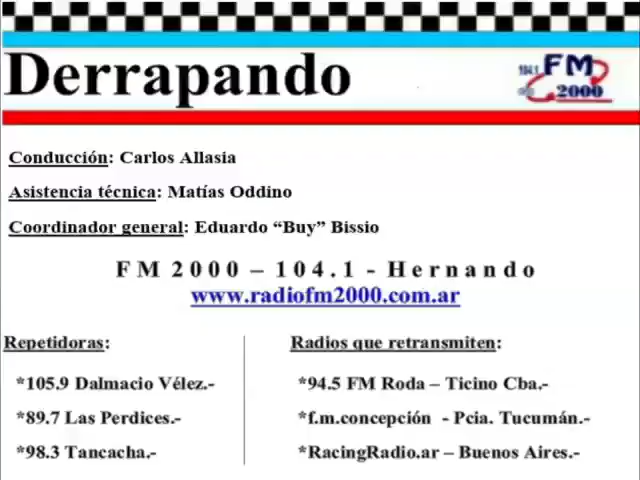 Derrapando
104.1 FM
2000
Conducción: Carlos Allasia
Asistencia técnica: Matías Oddino
Coordinador general: Eduardo “Buy” Bissio
FM 2000 – 104.1 - Hernando
www.radiofm2000.com.ar
Repetidoras:
*105.9 Dalmacio Vélez.-
*89.7 Las Perdices.-
*98.3 Tancacha.-
Radios que retransmiten:
*94.5 FM Roda – Ticino Cba.-
*f.m.concepción - Pcia. Tucumán.-
*RacingRadio.ar – Buenos Aires.-